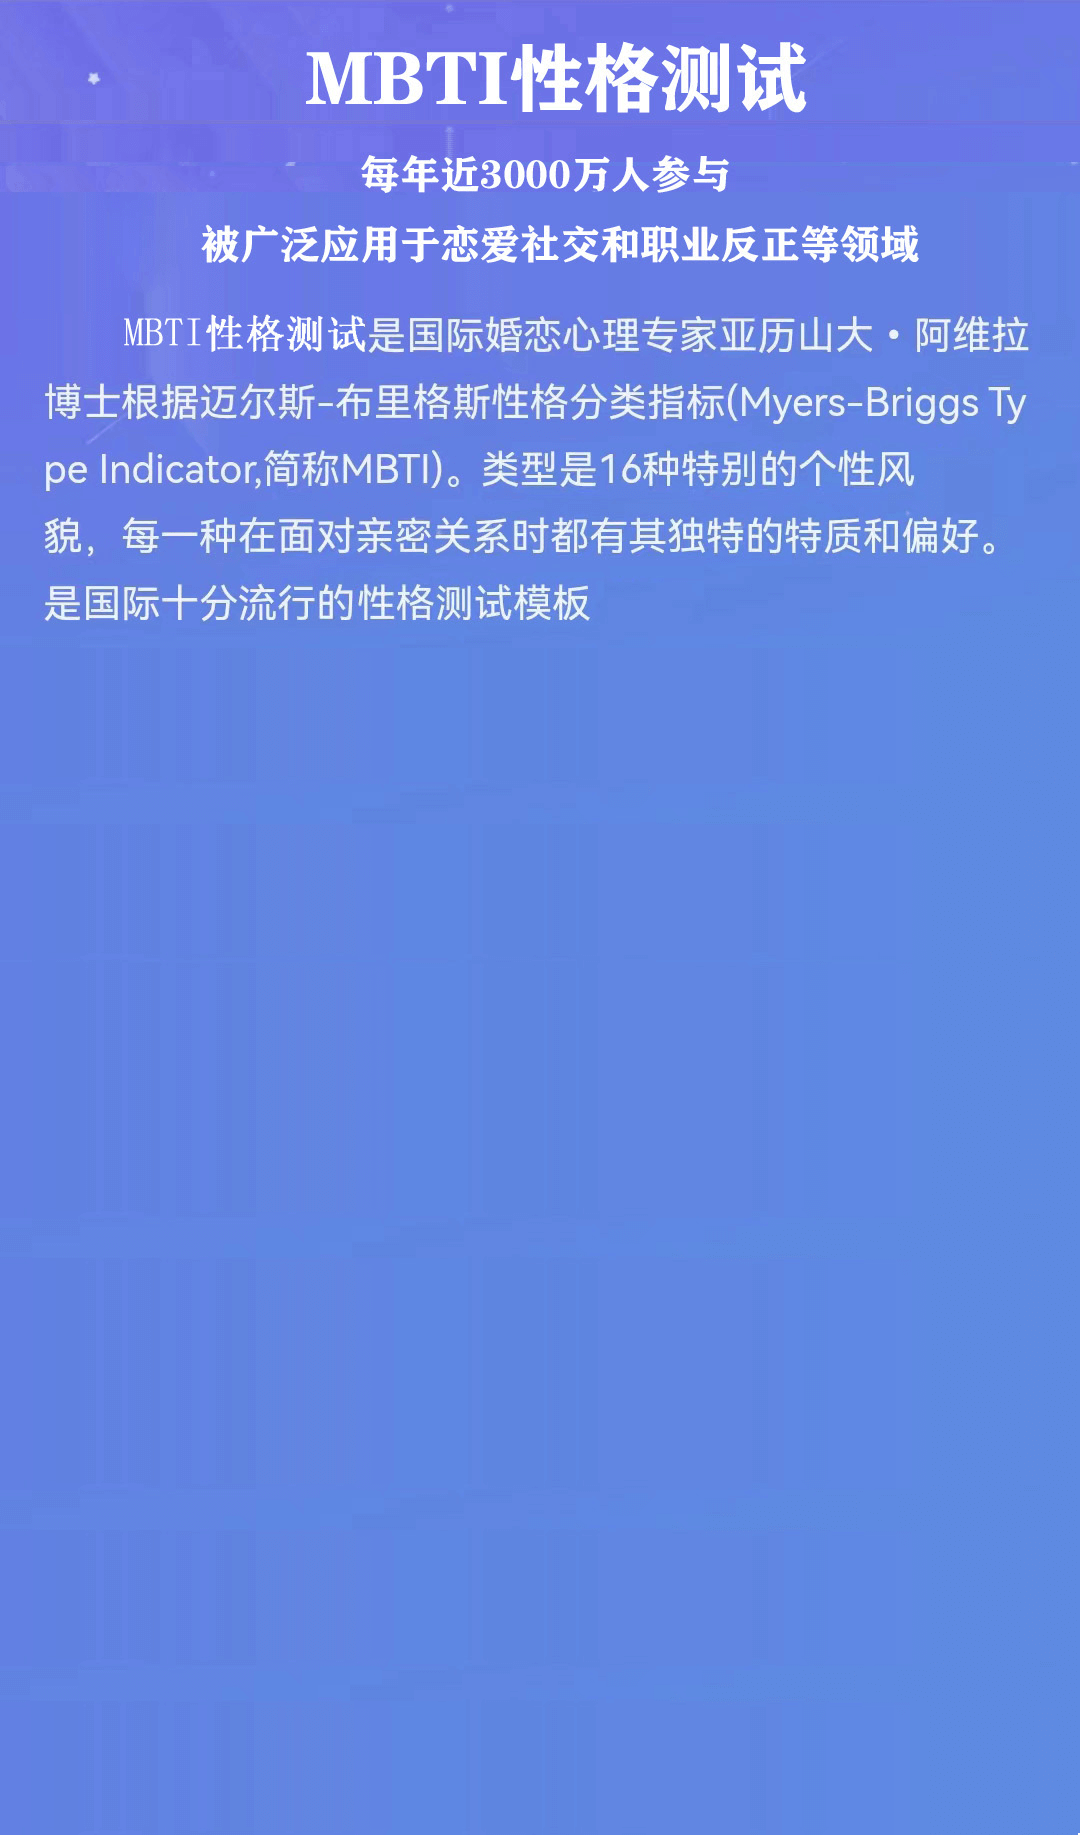 MBTI性格测试
每年近3000万人参与
被广泛应用于恋爱社交和职业反正等领域
MBTI性格测试是国际婚恋心理专家亚历山大·阿维拉
博士根据迈尔斯-布里格斯性格分类指标(Myers-Briggs Ty
pe Indicator,简称MBTI)。类型是16种特别的个性风
貌，每一种在面对亲密关系时都有其独特的特质和偏好。
是国际十分流行的性格测试模板